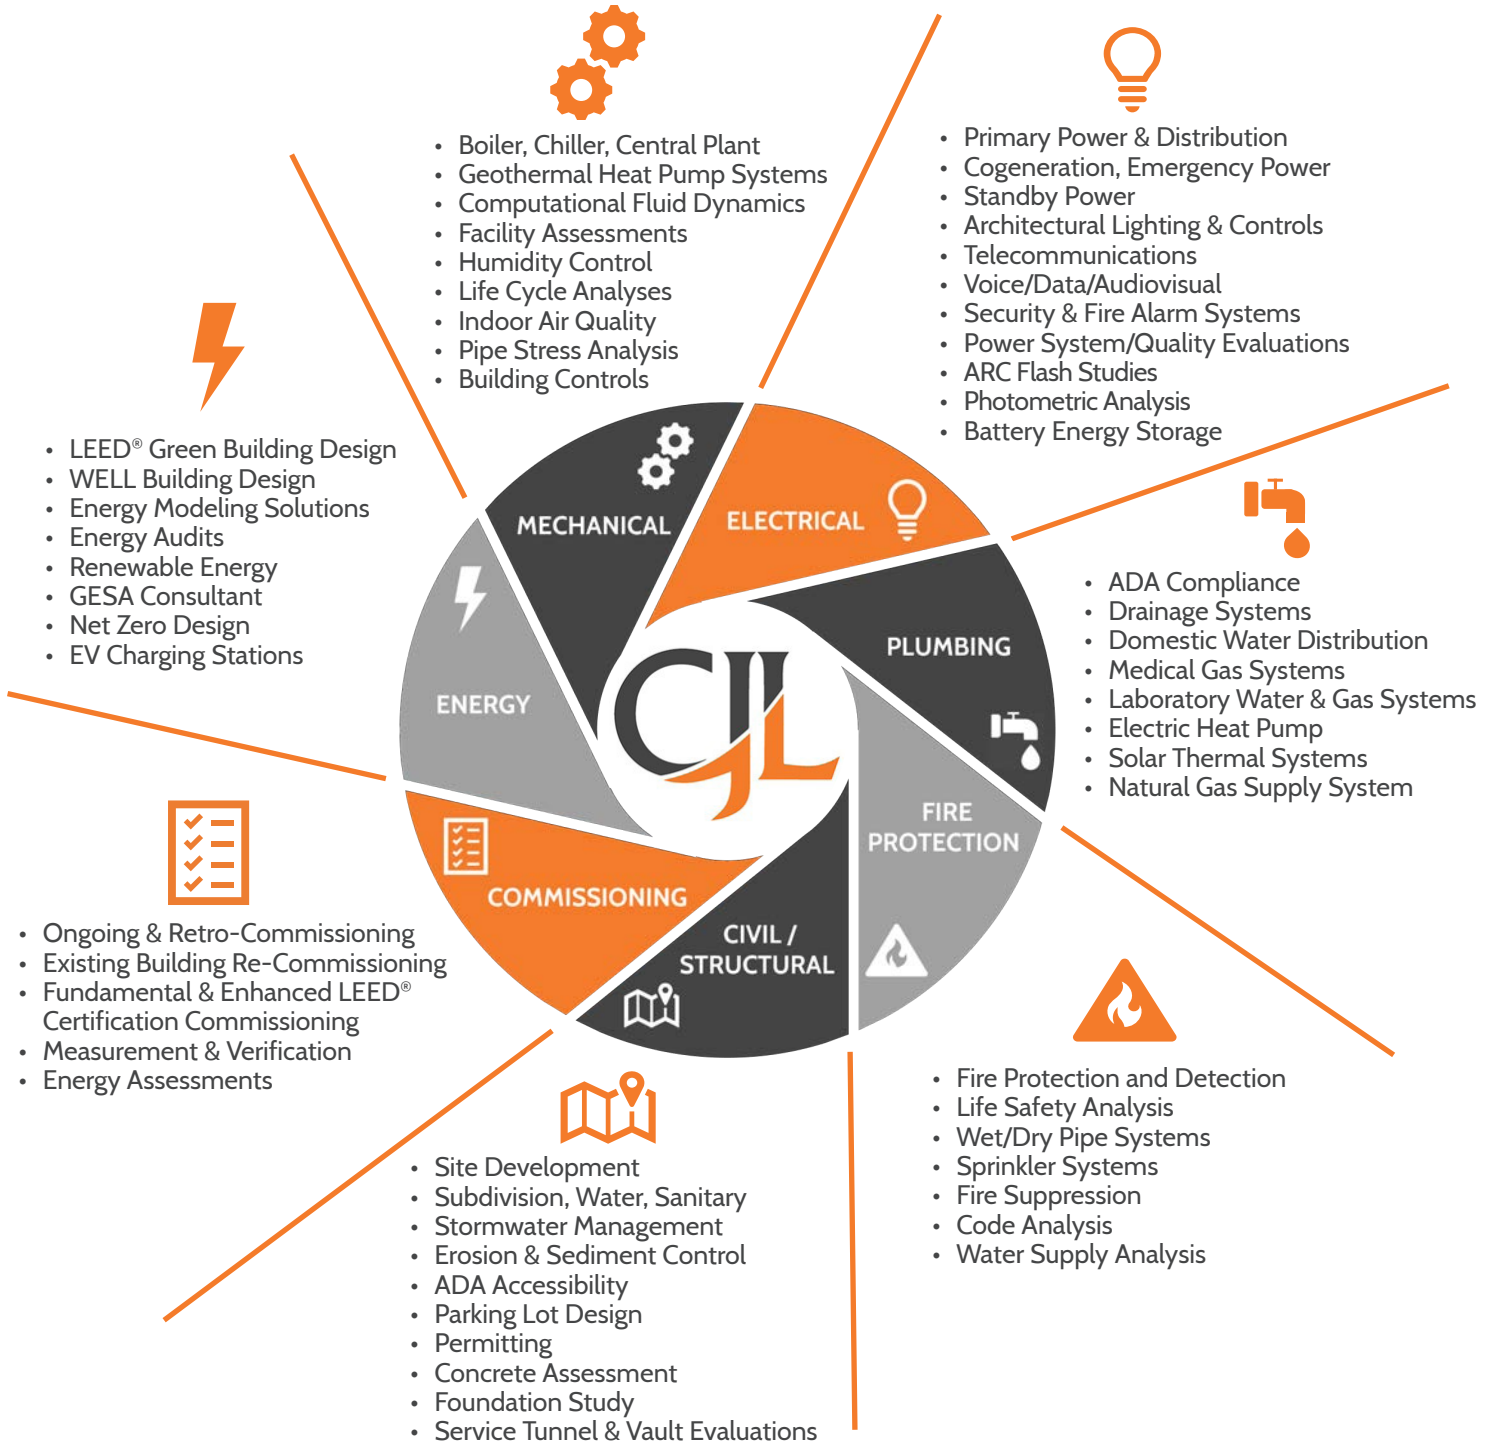 • Boiler, Chiller, Central Plant
• Geothermal Heat Pump Systems
• Computational Fluid Dynamics
• Facility Assessments
• Humidity Control
• Life Cycle Analyses
• Indoor Air Quality
• Pipe Stress Analysis
• Building Controls
• Primary Power & Distribution
• Cogeneration, Emergency Power
• Standby Power
• Architectural Lighting & Controls
• Telecommunications
• Voice/Data/Audiovisual
• Security & Fire Alarm Systems
• Power System/Quality Evaluations
• ARC Flash Studies
• Photometric Analysis
• Battery Energy Storage
• LEED® Green Building Design
• WELL Building Design
• Energy Modeling Solutions
• Energy Audits
• Renewable Energy
• GESA Consultant
• Net Zero Design
• EV Charging Stations
MECHANICAL
ELECTRICAL
PLUMBING
ENERGY
CJL
FIRE
PROTECTION
COMMISSIONING
CIVIL /
STRUCTURAL
• ADA Compliance
• Drainage Systems
• Domestic Water Distribution
• Medical Gas Systems
• Laboratory Water & Gas Systems
• Electric Heat Pump
• Solar Thermal Systems
• Natural Gas Supply System
• Ongoing & Retro-Commissioning
• Existing Building Re-Commissioning
• Fundamental & Enhanced LEED®
Certification Commissioning
• Measurement & Verification
• Energy Assessments
• Site Development
• Subdivision, Water, Sanitary
• Stormwater Management
• Erosion & Sediment Control
• ADA Accessibility
• Parking Lot Design
• Permitting
• Concrete Assessment
• Foundation Study
• Service Tunnel & Vault Evaluations
• Fire Protection and Detection
• Life Safety Analysis
• Wet/Dry Pipe Systems
• Sprinkler Systems
• Fire Suppression
• Code Analysis
• Water Supply Analysis